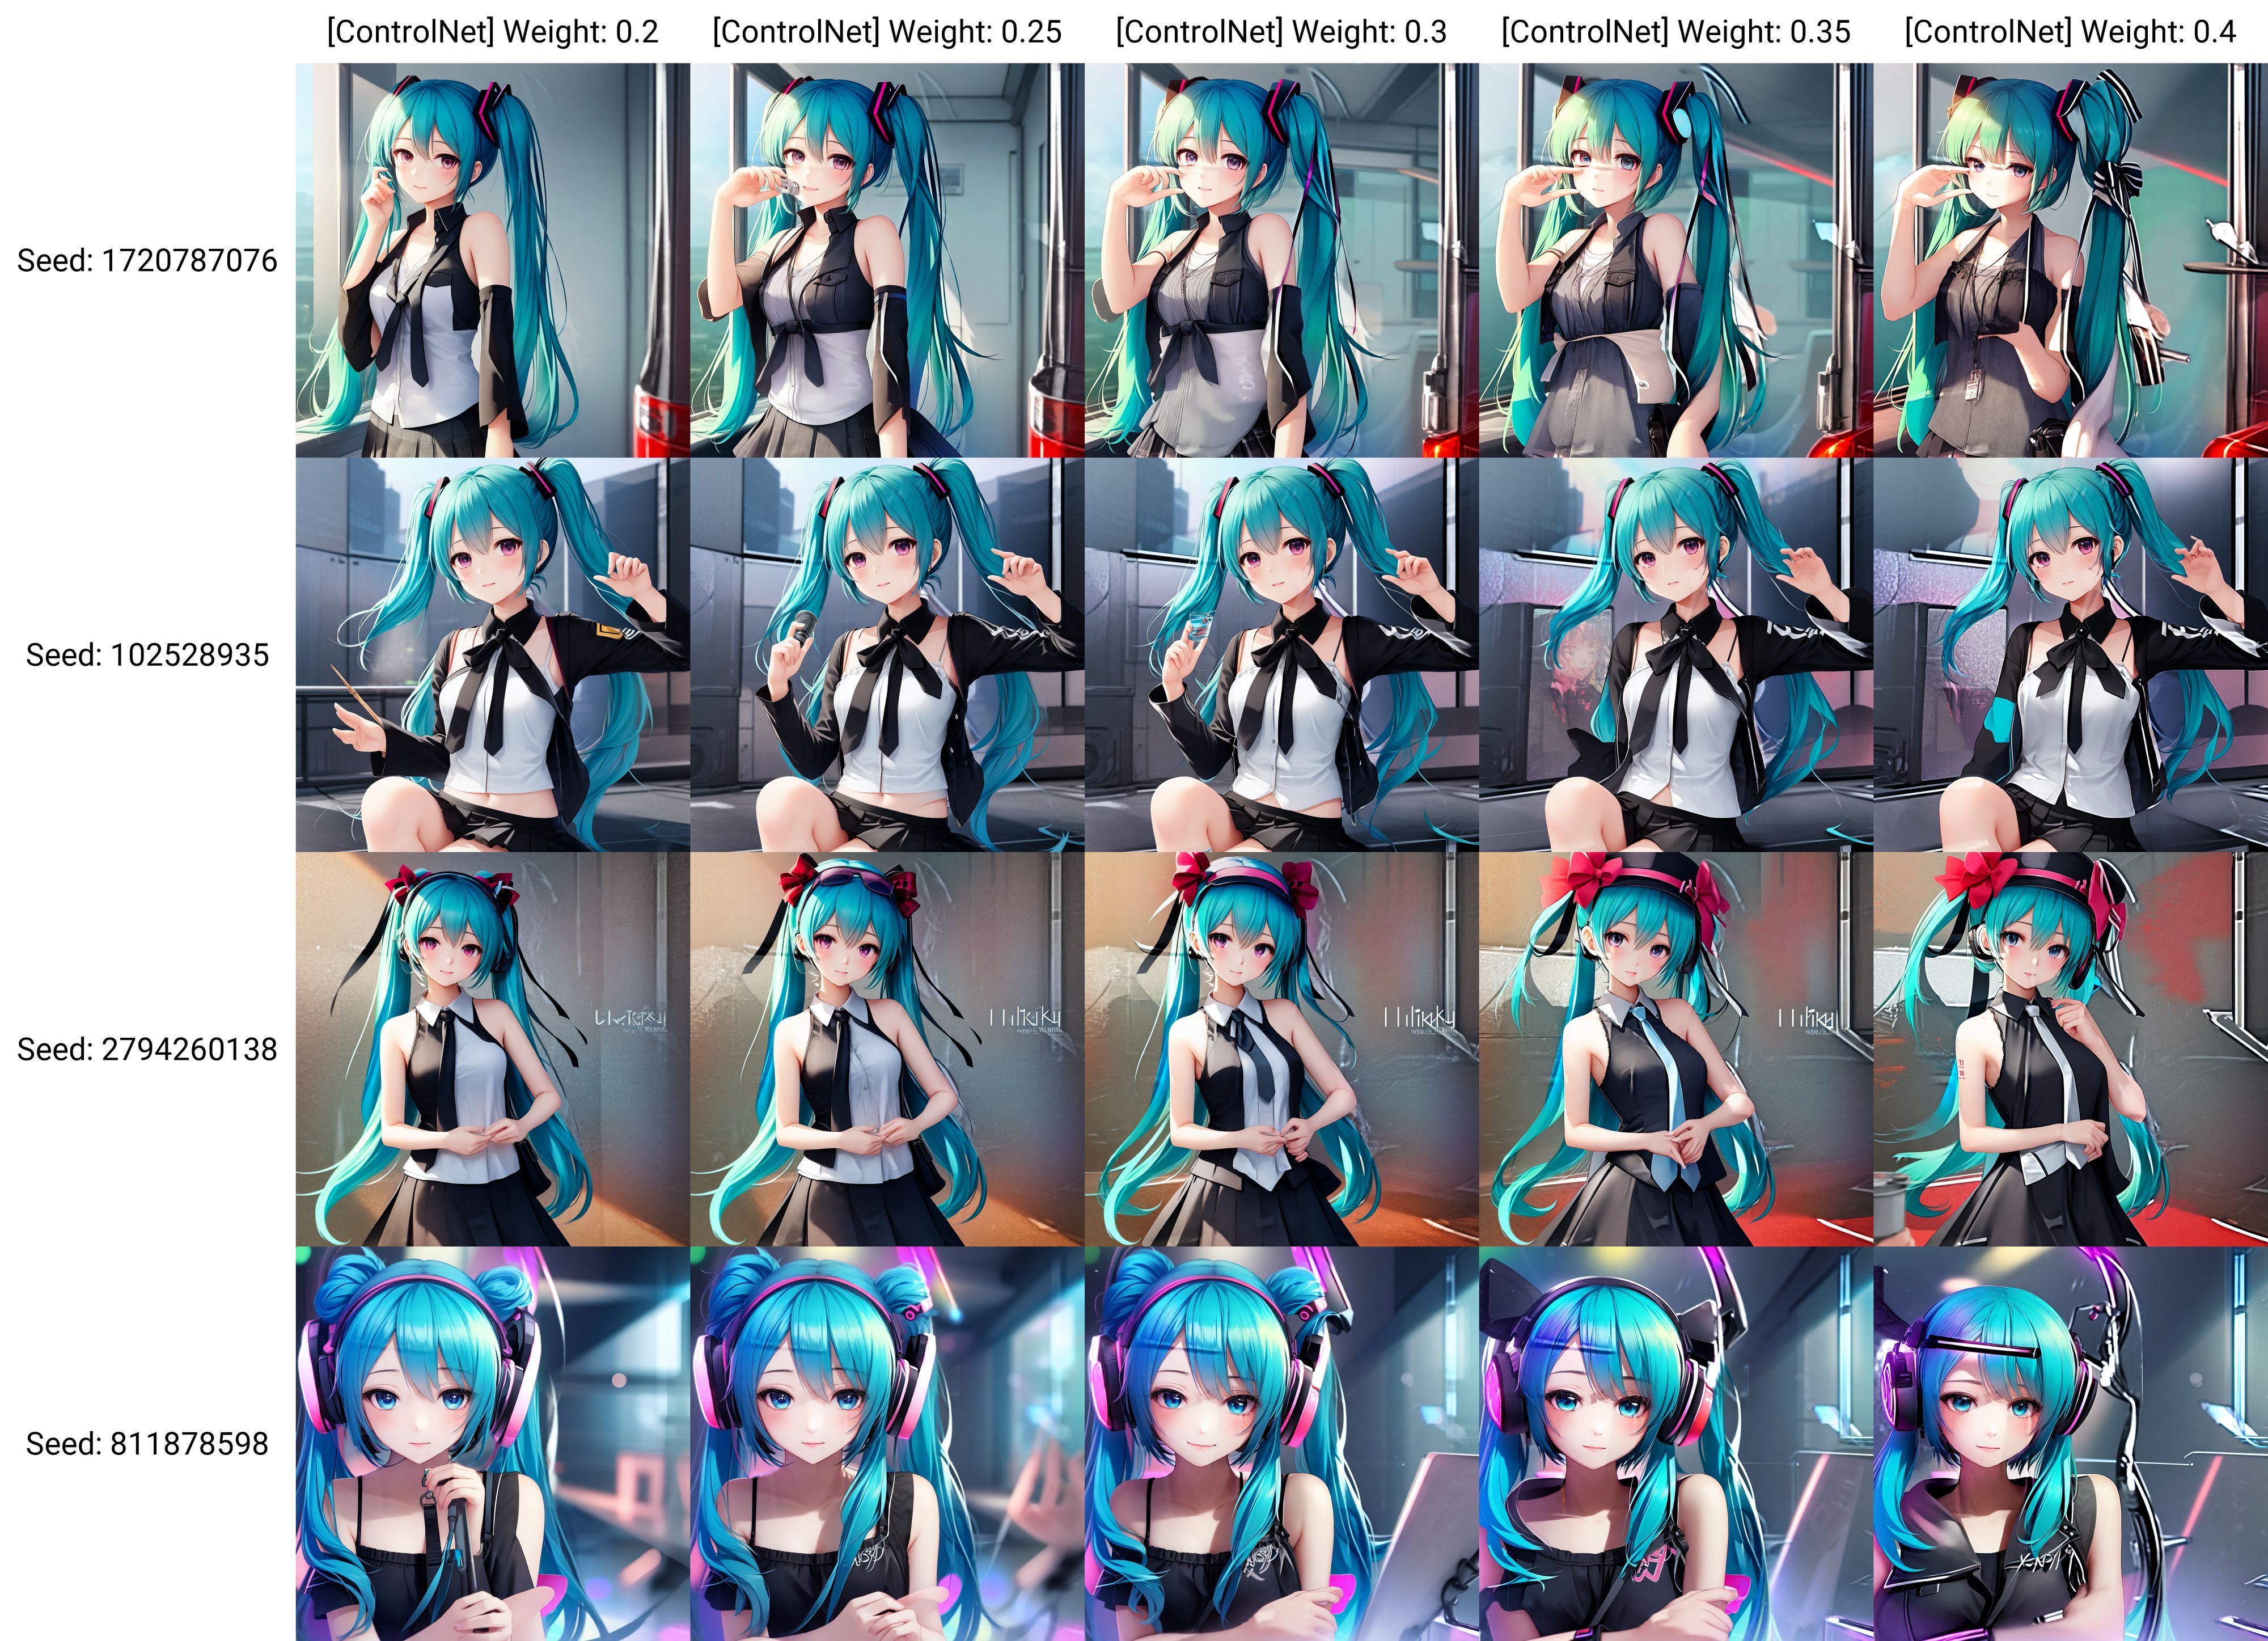 [ControlNet] Weight: 0.2
[ControlNet] Weight: 0.25
[ControlNet] Weight: 0.3
[ControlNet] Weight: 0.35
[ControlNet] Weight: 0.4
Seed: 1720787076
Seed: 102528935
Seed: 2794260138
Seed: 811878598